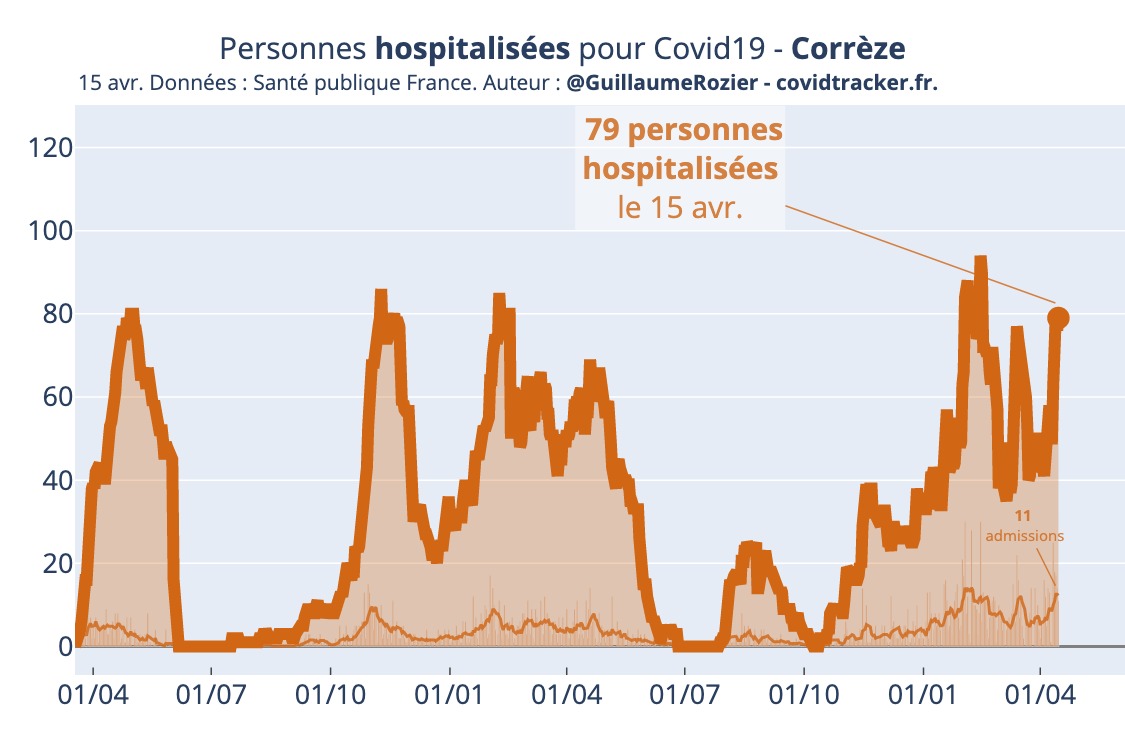 Personnes hospitalisées pour Covid19 - Corrèze
15 avr. Données : Santé publique France. Auteur : @GuillaumeRozier - covidtracker.fr.
79 personnes
hospitalisées
le 15 avr.
120
100
80
60
40
20
0
11
admissions
01/04 01/07 01/10 01/01 01/04 01/07 01/10 01/01 01/04